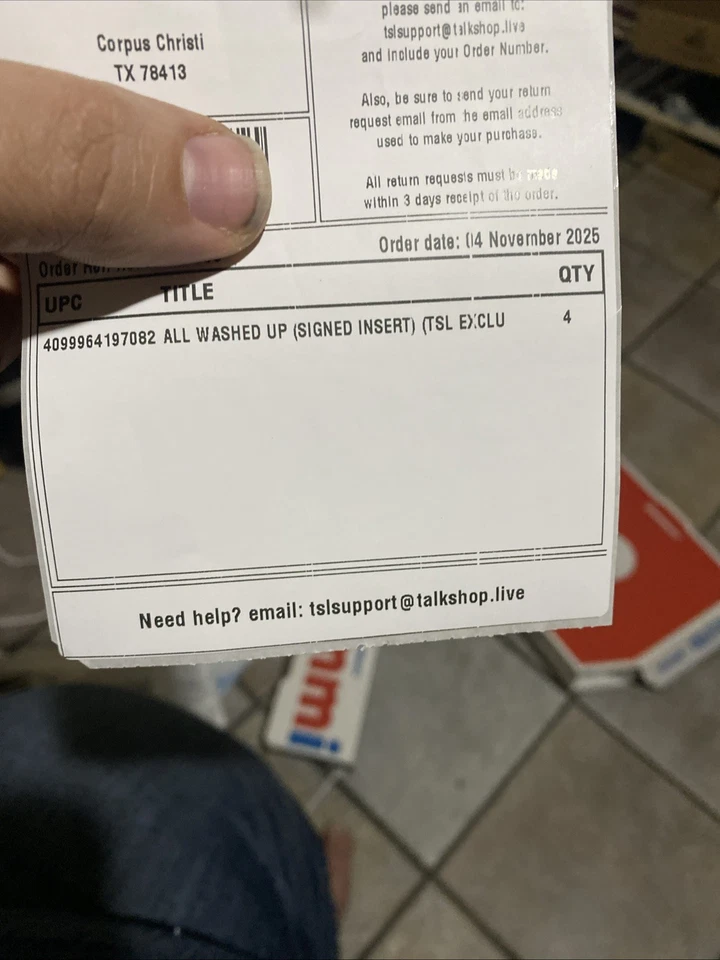 Corpus Christi
TX 78413
please send an email to:
tslsupport@talkshop.live
and include your Order Number.
Also, be sure to send your return
request email from the email address
used to make your purchase.
All return requests must be made
within 3 days receipt of the order.
Order
Order date: 04 November 2025
UPC TITLE QTY
4099964197082 ALL WASHED UP (SIGNED INSERT) (TSL EXCLU 4
Need help? email: tslsupport@talkshop.live